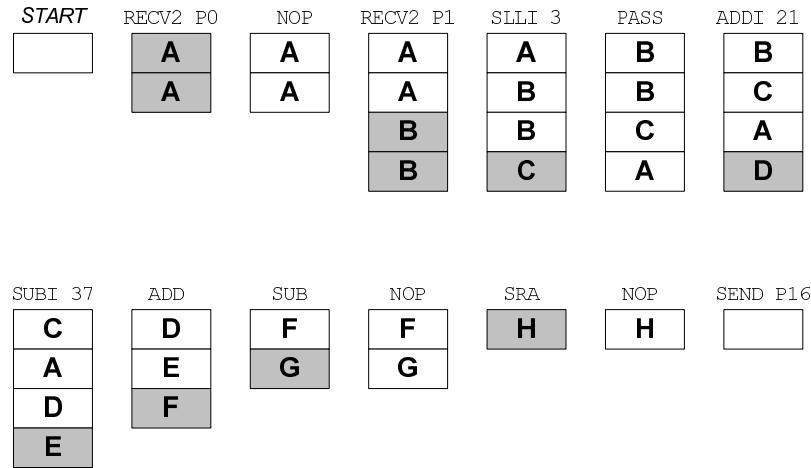 START RECV2 P0 NOP RECV2 P1 SLLI 3 PASS ADDI 21
A A A A B B
A A A B B C
B B C A
B C A D
SUBI 37 ADD SUB NOP SRA NOP SEND P16
C D F F H H
A E G G
D F
E